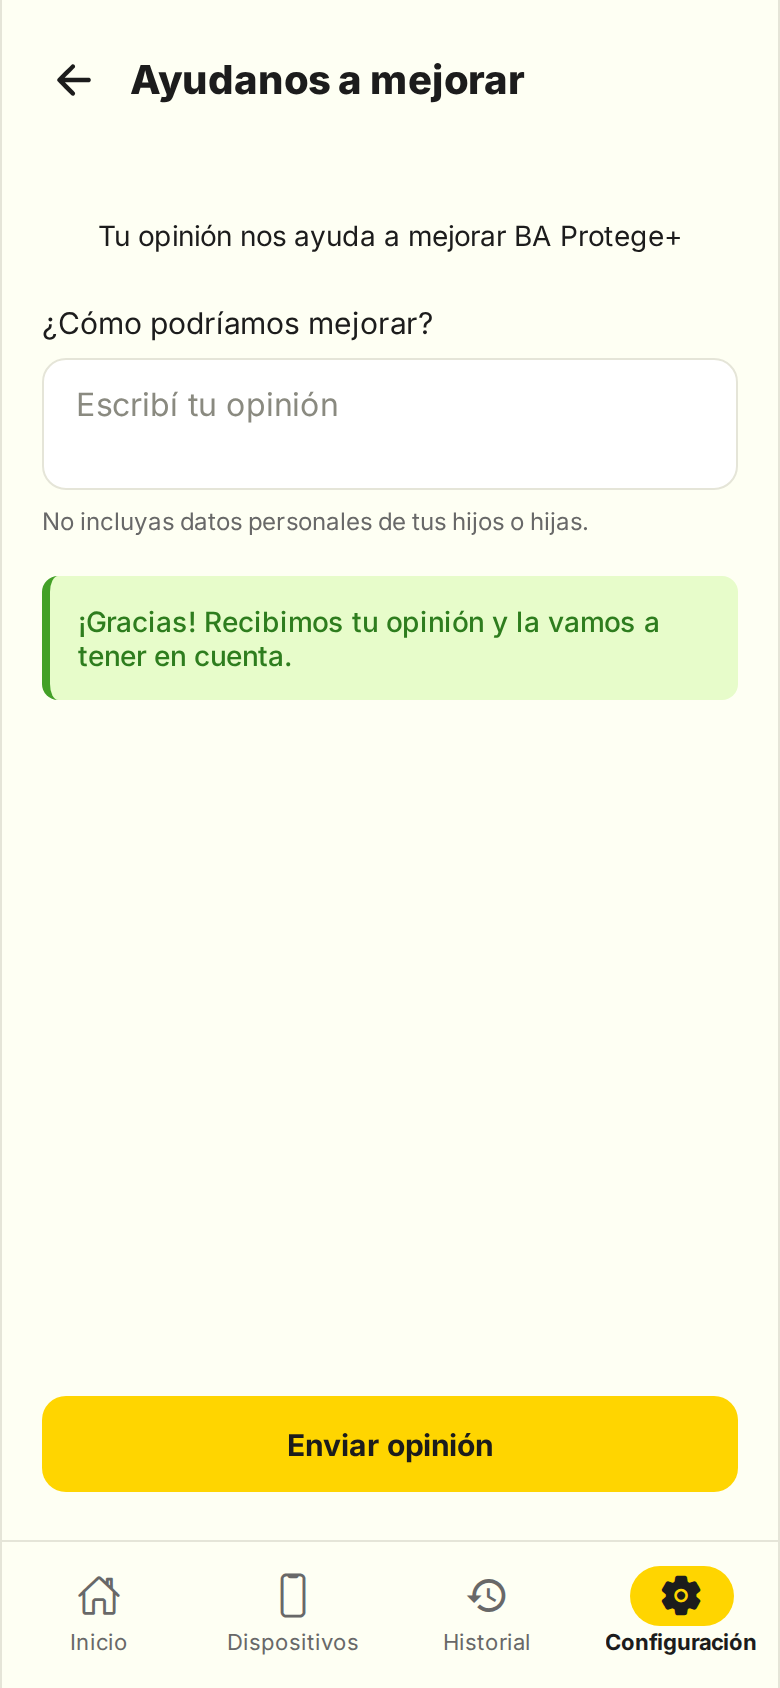 Ayudanos a mejorar
Tu opinión nos ayuda a mejorar BA Protege+
¿Cómo podríamos mejorar?
Escribí tu opinión
No incluyas datos personales de tus hijos o hijas.
¡Gracias! Recibimos tu opinión y la vamos a
tener en cuenta.
Enviar opinión
Inicio
Dispositivos
Historial
Configuración